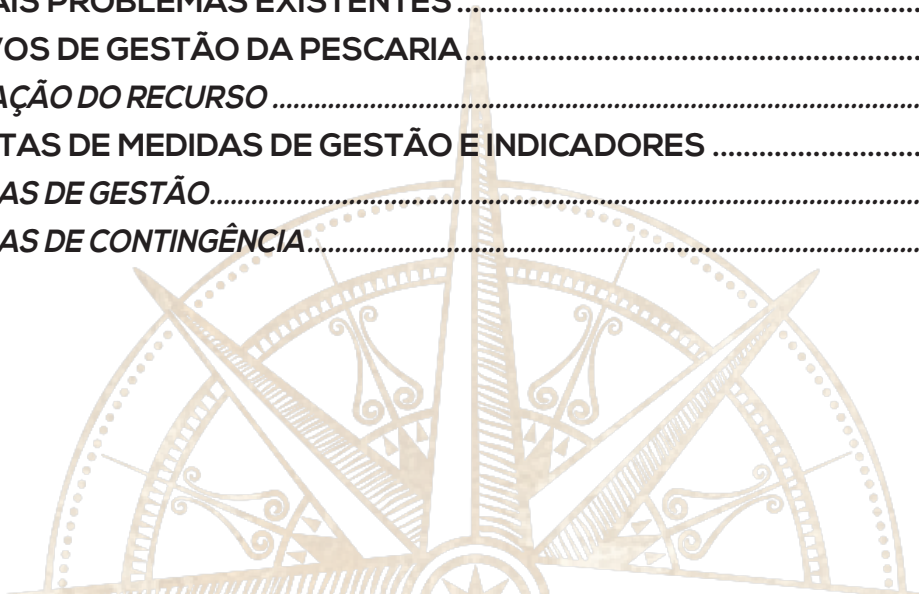 AIS PROBLEMAS EXISTENTES........................................................
VOS DE GESTÃO DA PESCARIA........................................................
AÇÃO DO RECURSO ........................................................................................
TAS DE MEDIDAS DE GESTÃO E INDICADORES .........................
AS DE GESTÃO...................................................................................................
AS DE CONTINGÊNCIA...................................................................................